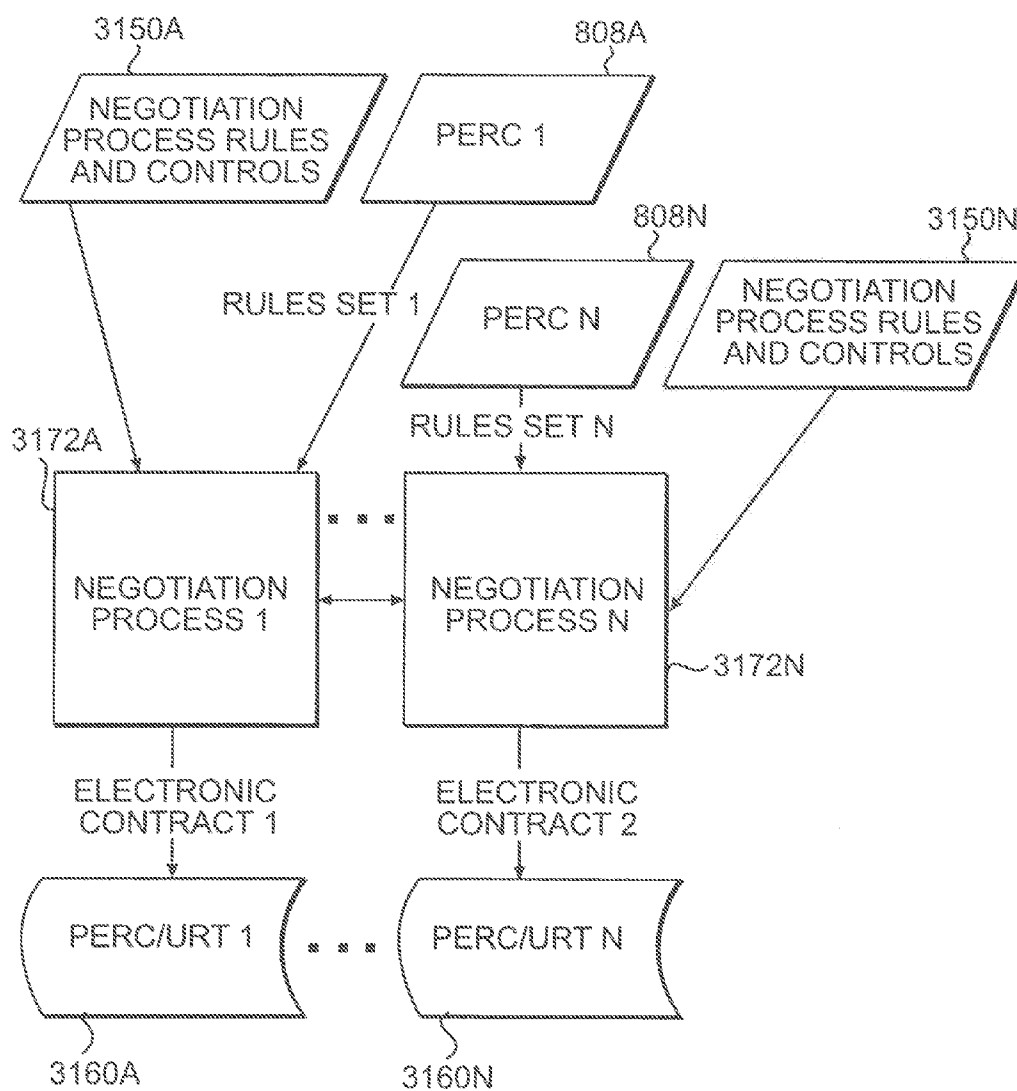 3150A
808A
NEGOTIATION
PROCESS RULES
AND CONTROLS
PERC 1
808N
3150N
RULES SET 1
PERC N
NEGOTIATION
PROCESS RULES
AND CONTROLS
RULES SET N
3172A
NEGOTIATION
PROCESS 1
NEGOTIATION
PROCESS N
3172N
ELECTRONIC
CONTRACT 1
ELECTRONIC
CONTRACT 2
PERC/URT 1
PERC/URT N
3160A
3160N